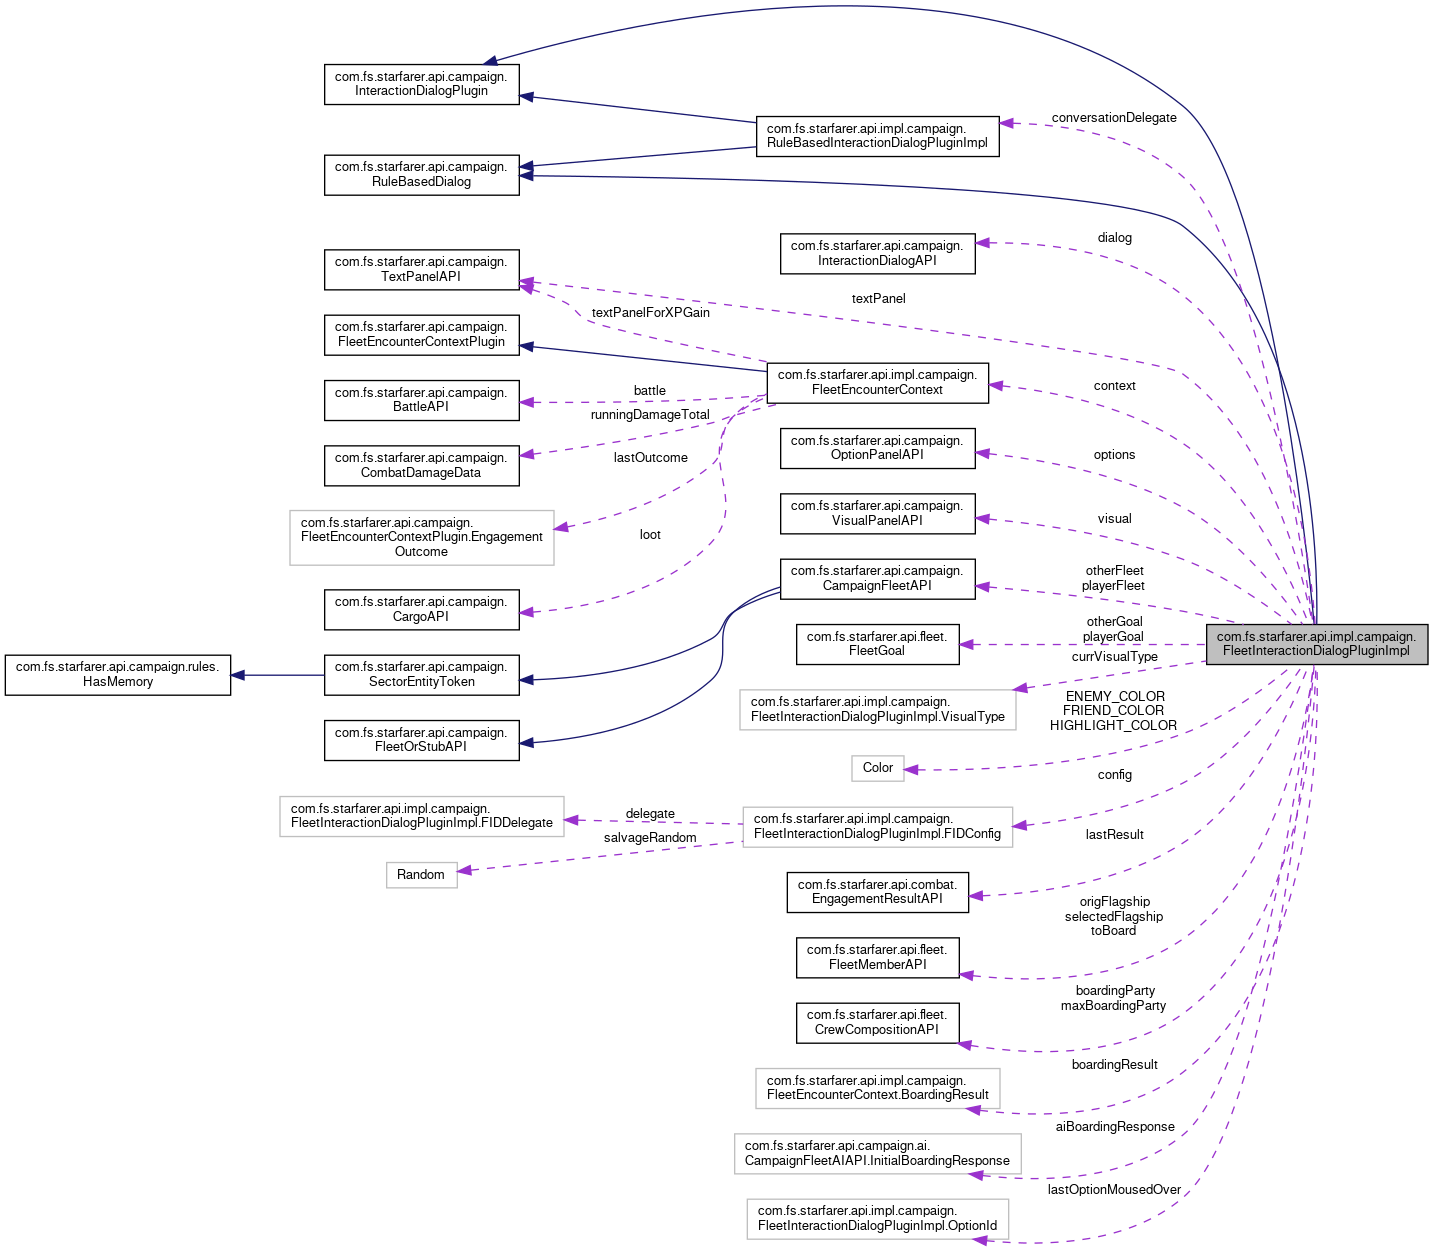 com.fs.starfarer.api.campaign.
InteractionDialogPlugin
com.fs.starfarer.api.impl.campaign.
RuleBasedInteractionDialogPluginImpl
conversationDelegate
com.fs.starfarer.api.campaign.
RuleBasedDialog
com.fs.starfarer.api.campaign.
InteractionDialogAPI
dialog
com.fs.starfarer.api.campaign.
TextPanelAPI
textPanel
textPanelForXPGain
com.fs.starfarer.api.campaign.
FleetEncounterContextPlugin
com.fs.starfarer.api.impl.campaign.
FleetEncounterContext
context
com.fs.starfarer.api.campaign.
BattleAPI
battle
runningDamageTotal
com.fs.starfarer.api.campaign.
OptionPanelAPI
options
com.fs.starfarer.api.campaign.
CombatDamageData
lastOutcome
com.fs.starfarer.api.campaign.
VisualPanelAPI
visual
com.fs.starfarer.api.campaign.
FleetEncounterContextPlugin.Engagement
Outcome
loot
com.fs.starfarer.api.campaign.
CampaignFleetAPI
otherFleet
playerFleet
com.fs.starfarer.api.campaign.
CargoAPI
com.fs.starfarer.api.fleet.
FleetGoal
otherGoal
playerGoal
com.fs.starfarer.api.impl.campaign.
FleetInteractionDialogPluginImpl
com.fs.starfarer.api.campaign.rules.
HasMemory
com.fs.starfarer.api.campaign.
SectorEntityToken
currVisualType
com.fs.starfarer.api.impl.campaign.
FleetInteractionDialogPluginImpl.VisualType
com.fs.starfarer.api.campaign.
FleetOrStubAPI
ENEMY_COLOR
FRIEND_COLOR
HIGHLIGHT_COLOR
Color
config
com.fs.starfarer.api.impl.campaign.
FleetInteractionDialogPluginImpl.FIDDelegate
delegate
com.fs.starfarer.api.impl.campaign.
FleetInteractionDialogPluginImpl.FIDConfig
salvageRandom
Random
lastResult
com.fs.starfarer.api.combat.
EngagementResultAPI
origFlagship
selectedFlagship
toBoard
com.fs.starfarer.api.fleet.
FleetMemberAPI
boardingParty
maxBoardingParty
com.fs.starfarer.api.fleet.
CrewCompositionAPI
boardingResult
com.fs.starfarer.api.impl.campaign.
FleetEncounterContext.BoardingResult
aiBoardingResponse
com.fs.starfarer.api.campaign.ai.
CampaignFleetAIAPI.InitialBoardingResponse
lastOptionMousedOver
com.fs.starfarer.api.impl.campaign.
FleetInteractionDialogPluginImpl.OptionId